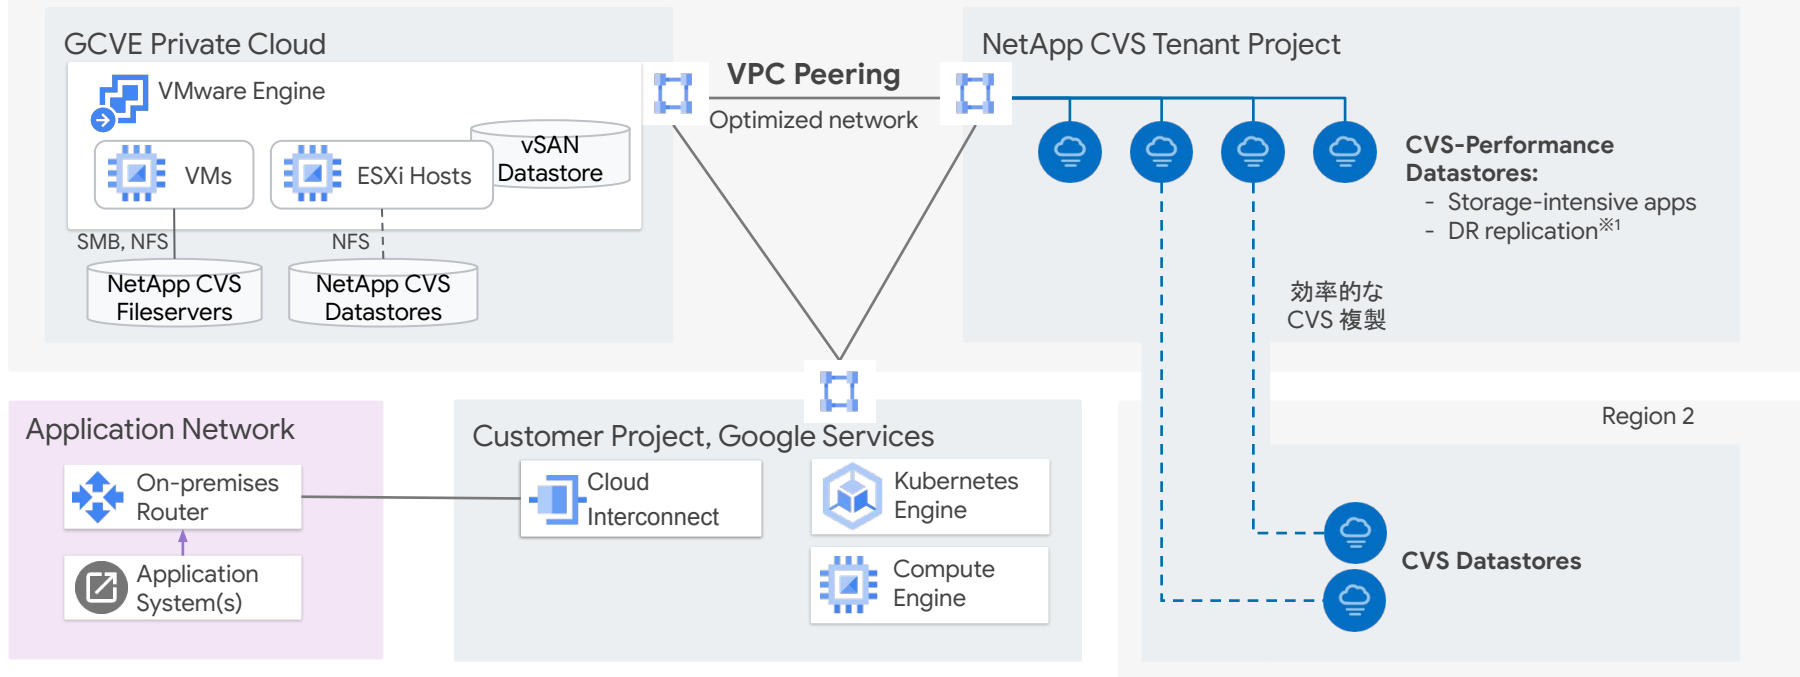 GCVE Private Cloud
VMware Engine
VMs
ESXi Hosts
vSAN
Datastore
SMB, NFS
NFS
NetApp CVS
Fileservers
NetApp CVS
Datastores
VPC Peering
Optimized network
NetApp CVS Tenant Project
CVS-Performance
Datastores:
- Storage-intensive apps
- DR replication※1
効率的な
CVS 複製
Application Network
On-premises
Router
Application
System(s)
Customer Project, Google Services
Cloud
Interconnect
Kubernetes
Engine
Compute
Engine
Region 2
CVS Datastores